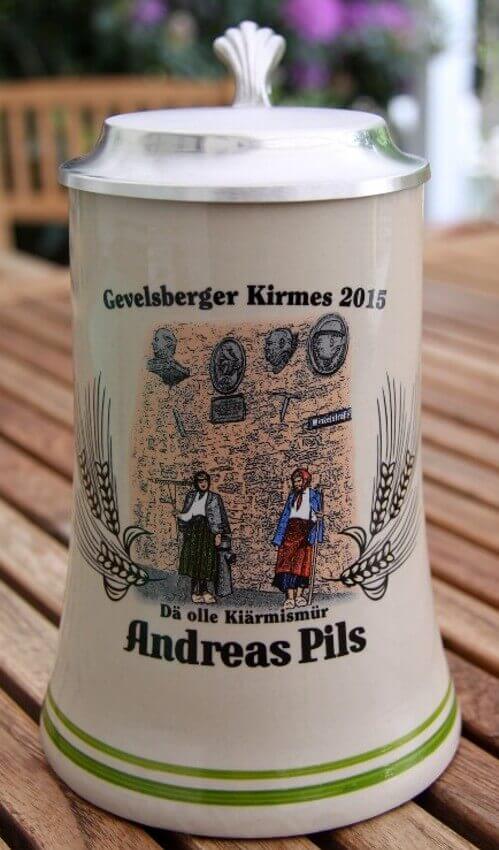 Gevelsberger Kirmes 2015
Dä olle Kiärmismür
Andreas Pils